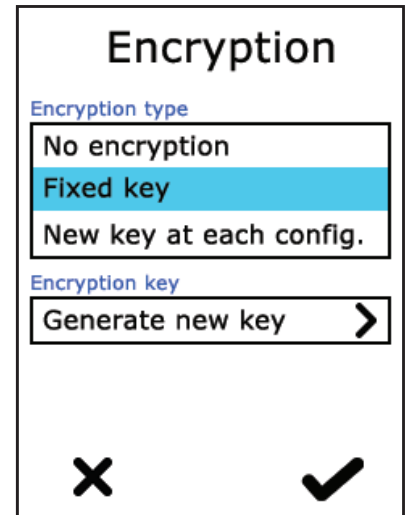 Encryption
Encryption type
No encryption
Fixed key
New key at each config.
Encryption key
Generate new key